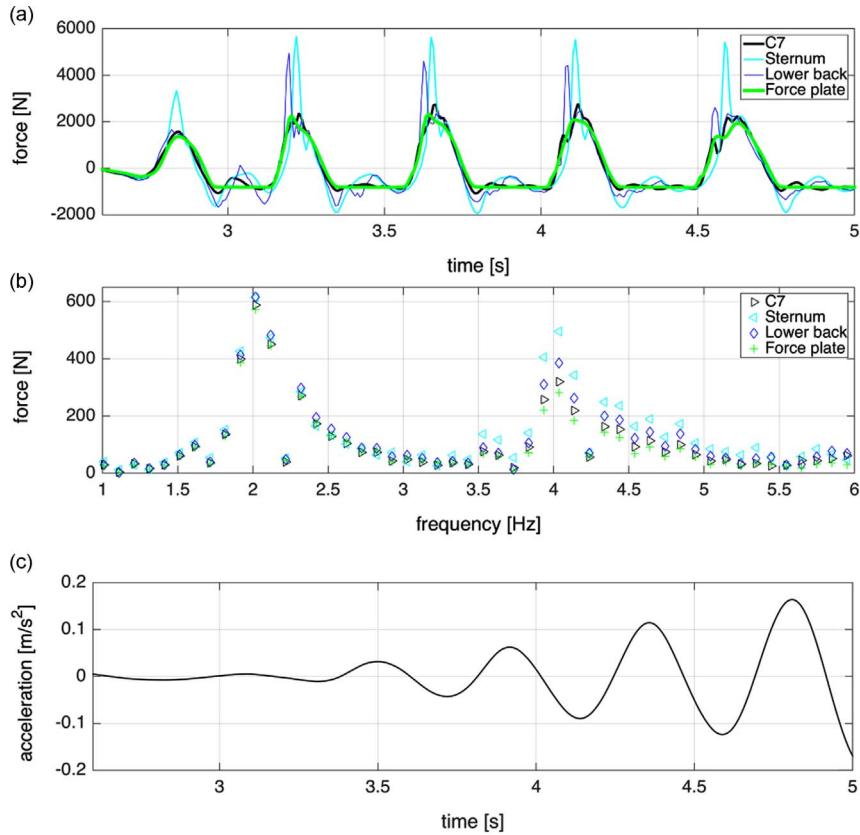 (a)
6000
4000
2000
0
-2000
force [N]
C7
Sternum
Lower back
Force plate
3
3.5
4
4.5
5
time [s]
(b)
600
400
200
0
force [N]
C7
Sternum
Lower back
Force plate
1
1.5
2
2.5
3
3.5
4
4.5
5
5.5
6
frequency [Hz]
(c)
0.2
0.1
0
-0.1
-0.2
acceleration [m/s²]
3
3.5
4
4.5
5
time [s]